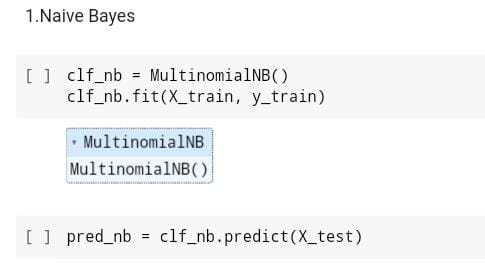 1.Naive Bayes
[ ] clf_nb = MultinomialNB()
clf_nb.fit(X_train, y_train)
▾ MultinomialNB
MultinomialNB()
[ ] pred_nb = clf_nb.predict(X_test)